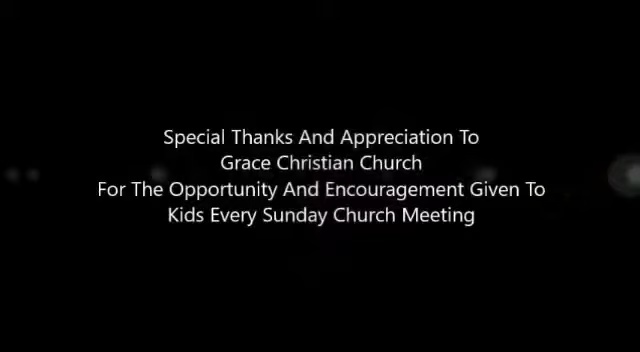 Special Thanks And Appreciation To
Grace Christian Church
For The Opportunity And Encouragement Given To
Kids Every Sunday Church Meeting